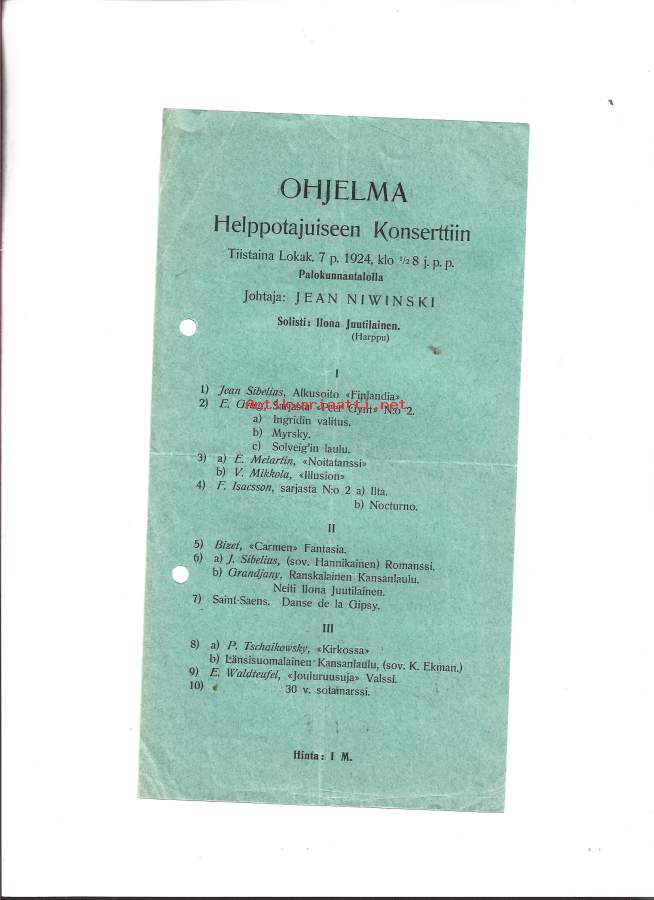 OHJELMA
Helppotajuiseen Konserttiin
Tiistaina Lokak. 7 p. 1924, klo ½ 8 j. p. p.
Palokunnantalolla
Johtaja: JEAN NIWINSKI
Solisti: Ilona Juutilainen.
(Harppu)
I
1) Jean Sibelius, Alkusoito «Finlandia»
Antikvariaatti.net
2) E. Grieg, Sarjasta «Peer Gynt» N:o 2.
a) Ingridin valitus.
b) Myrsky.
c) Solveig'in laulu.
3) a) E. Melartin, «Noitatanssi»
b) V. Mikkola, «Illusion»
4) F. Isacsson, sarjasta N:o 2 a) Ilta.
b) Nocturno.
II
5) Bizet, «Carmen» Fantasia.
6) a) J. Sibelius, (sov. Hannikainen) Romanssi.
b) Grandjany, Ranskalainen Kansanlaulu.
Neiti Ilona Juutilainen.
7) Saint-Saens. Danse de la Gipsy.
III
8) a) P. Tschaikowsky, «Kirkossa»
b) Länsisuomalainen Kansanlaulu, (sov. K. Ekman.)
9) E. Waldteufel, «Jouluruusuja» Valssi.
10) 30 v. sotamarssi.
Hinta: 1 M.